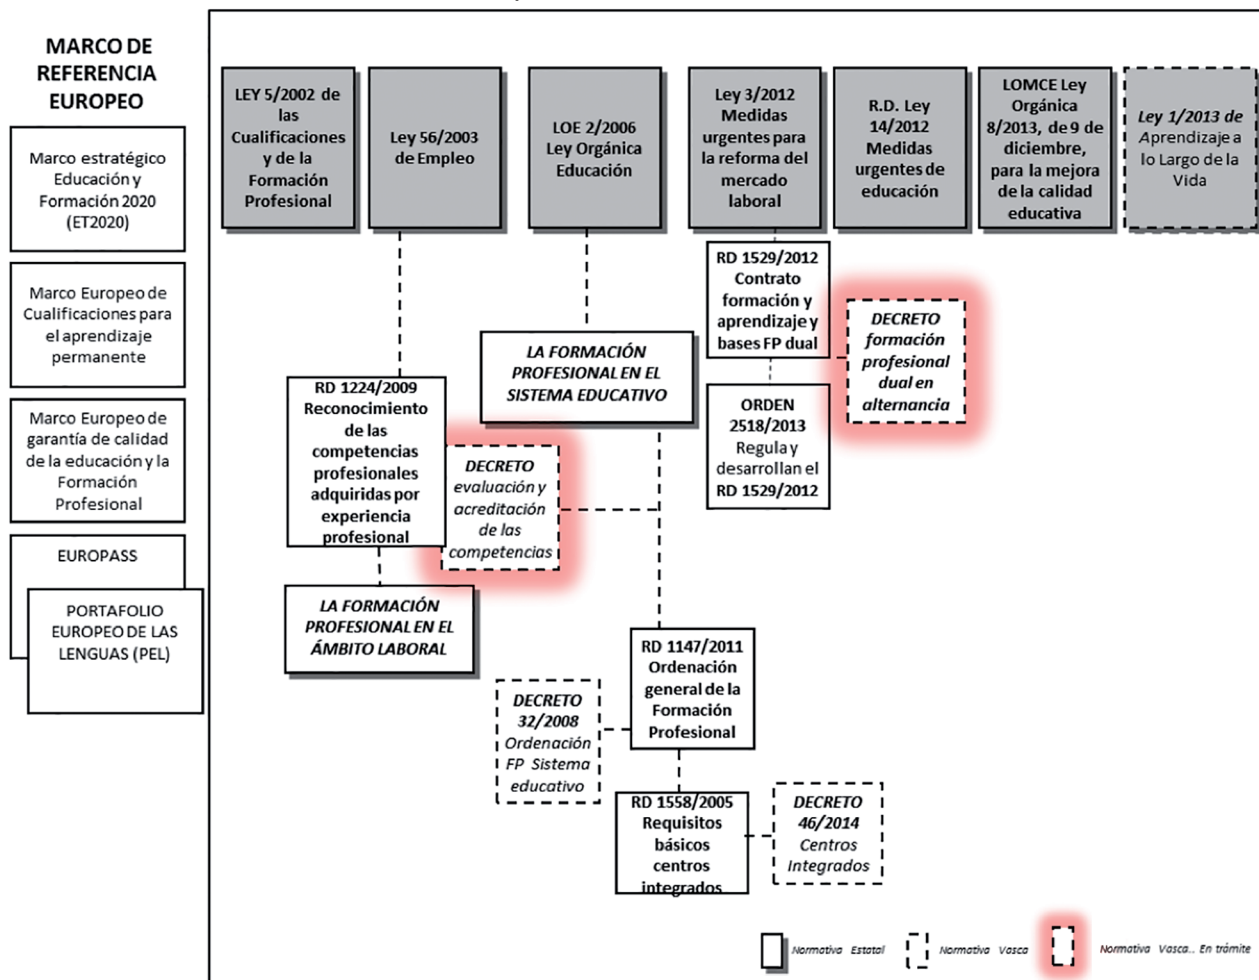 MARCO DE
REFERENCIA
EUROPEO
Marco estratégico
Educación y
Formación 2020
(ET2020)
Marco Europeo de
Cualificaciones para
el aprendizaje
permanente
Marco Europeo de
garantía de calidad
de la educación y la
Formación
Profesional
EUROPASS
PORTAFOLIO
EUROPEO DE LAS
LENGUAS (PEL)
LEY 5/2002 de
las
Cualificaciones
y de la
Formación
Profesional
Ley 56/2003
de Empleo
LOE 2/2006
Ley Orgánica
Educación
Ley 3/2012
Medidas
urgentes para
la reforma del
mercado
laboral
R.D. Ley
14/2012
Medidas
urgentes de
educación
LOMCE Ley
Orgánica
8/2013, de 9 de
diciembre,
para la mejora
de la calidad
educativa
Ley 1/2013 de
Aprendizaje a
lo Largo de la
Vida
RD 1529/2012
Contrato
formación y
aprendizaje y
bases FP dual
DECRETO
formación
profesional
dual en
alternancia
LA FORMACIÓN
PROFESIONAL EN EL
SISTEMA EDUCATIVO
RD 1224/2009
Reconocimiento
de las
competencias
profesionales
adquiridas por
experiencia
profesional
ORDEN
2518/2013
Regula y
desarrollan el
RD 1529/2012
DECRETO
evaluación y
acreditación
de las
competencias
LA FORMACIÓN
PROFESIONAL EN EL
ÁMBITO LABORAL
RD 1147/2011
Ordenación
general de la
Formación
Profesional
DECRETO
32/2008
Ordenación
FP Sistema
educativo
RD 1558/2005
Requisitos
básicos
centros
integrados
DECRETO
46/2014
Centros
Integrados
Normativa Estatal
Normativa Vasca
Normativa Vasca.. En trámite